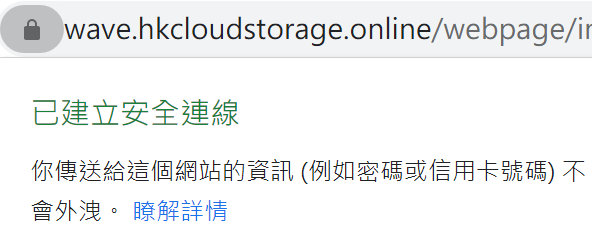 wave.hkcloudstorage.online/webpage/in
已建立安全連線
你傳送給這個網站的資訊 (例如密碼或信用卡號碼) 不
會外洩。 瞭解詳情